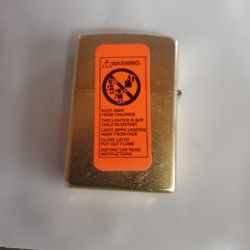 ⚠WARNING
KEEP AWAY
FROM CHILDREN
THIS LIGHTER IS NOT
CHILD RESISTANT
LIGHT ZIPPO LIGHTER
AWAY FROM FACE
CLOSE LID TO
PUT OUT FLAME
BEFORE USE READ
INSTRUCTIONS